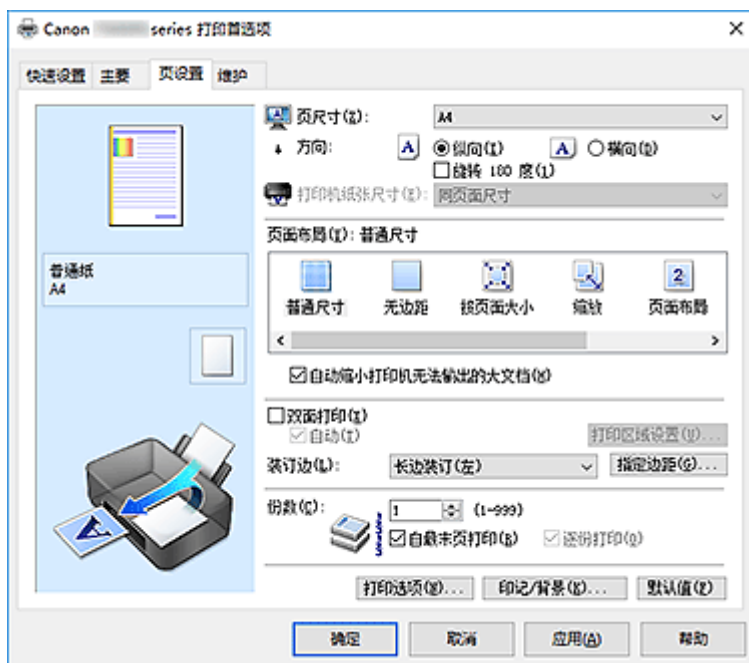 Canon series 打印首选项
快速设置 主要 页设置 维护
页尺寸(Z): A4
方向: A 纵向(T) A 横向(D)
旋转 180 度(1)
打印机纸张尺寸(E): 同页面尺寸
页面布局(Y): 普通尺寸
普通纸
A4
普通尺寸 无边距 按页面大小 缩放 2 页面布局
自动缩小打印机无法输出的大文档(W)
双面打印(X)
自动(I)
打印区域设置(U)...
装订边(L): 长边装订(左) 指定边距(G)...
份数(C): 1 (1-999)
自最末页打印(B) 逐份打印(O)
打印选项(N)... 印记/背景(K)... 默认值(F)
确定 取消 应用(A) 帮助